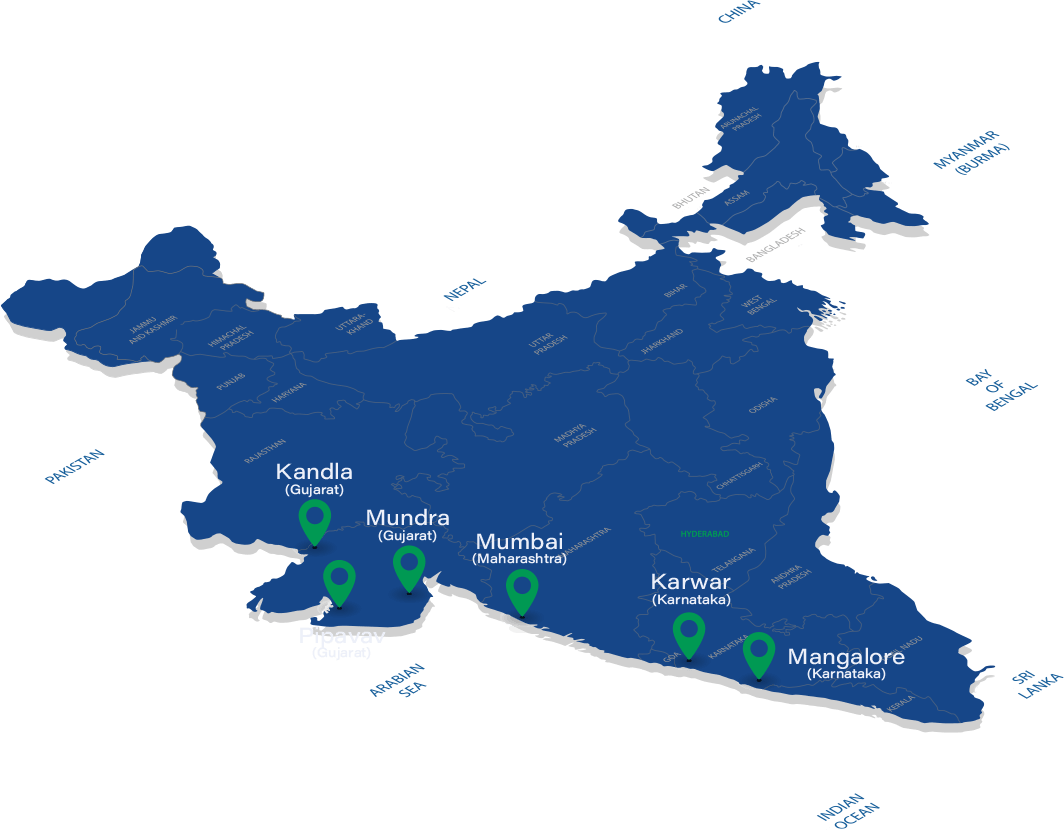 CHINA
ARUNACHAL
PRADESH
MYANMAR
(BURMA)
BHUTAN
ASSAM
BANGLADESH
NEPAL
BIHAR
WEST
BENGAL
JAMMU
AND KASHMIR
HIMACHAL
PRADESH
UTTARA-
KHAND
UTTAR
PRADESH
JHARKHAND
PUNJAB
HARYANA
BAY
OF
BENGAL
ODISHA
MADHYA
PRADESH
RAJASTHAN
PAKISTAN
CHHATTISGARH
Kandla
(Gujarat)
Mundra
(Gujarat)
Mumbai
(Maharashtra)
AHARASHTRA
HYDERABAD
TELANGANA
ANDHRA
PRADESH
Karwar
(Karnataka)
Pipavav
(Gujarat)
GOA
KARNATAKA
Mangalore
(Karnataka)
NADU
KERALA
ARABIAN
SEA
SRI
LANKA
INDIAN
OCEAN